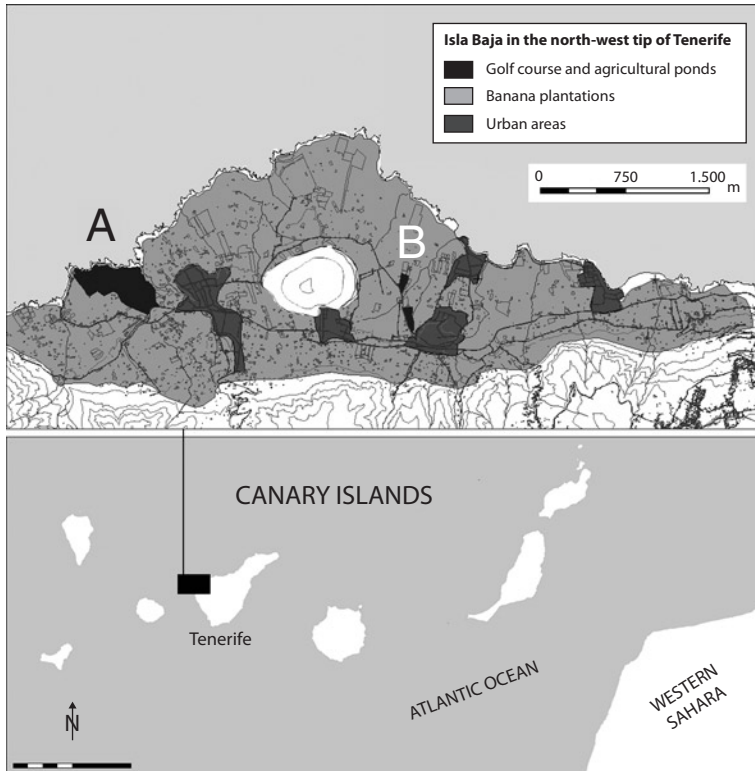 Isla Baja in the north-west tip of Tenerife
Golf course and agricultural ponds
Banana plantations
Urban areas
0 750 1.500
m
A
B
CANARY ISLANDS
Tenerife
ATLANTIC OCEAN
WESTERN
SAHARA
N